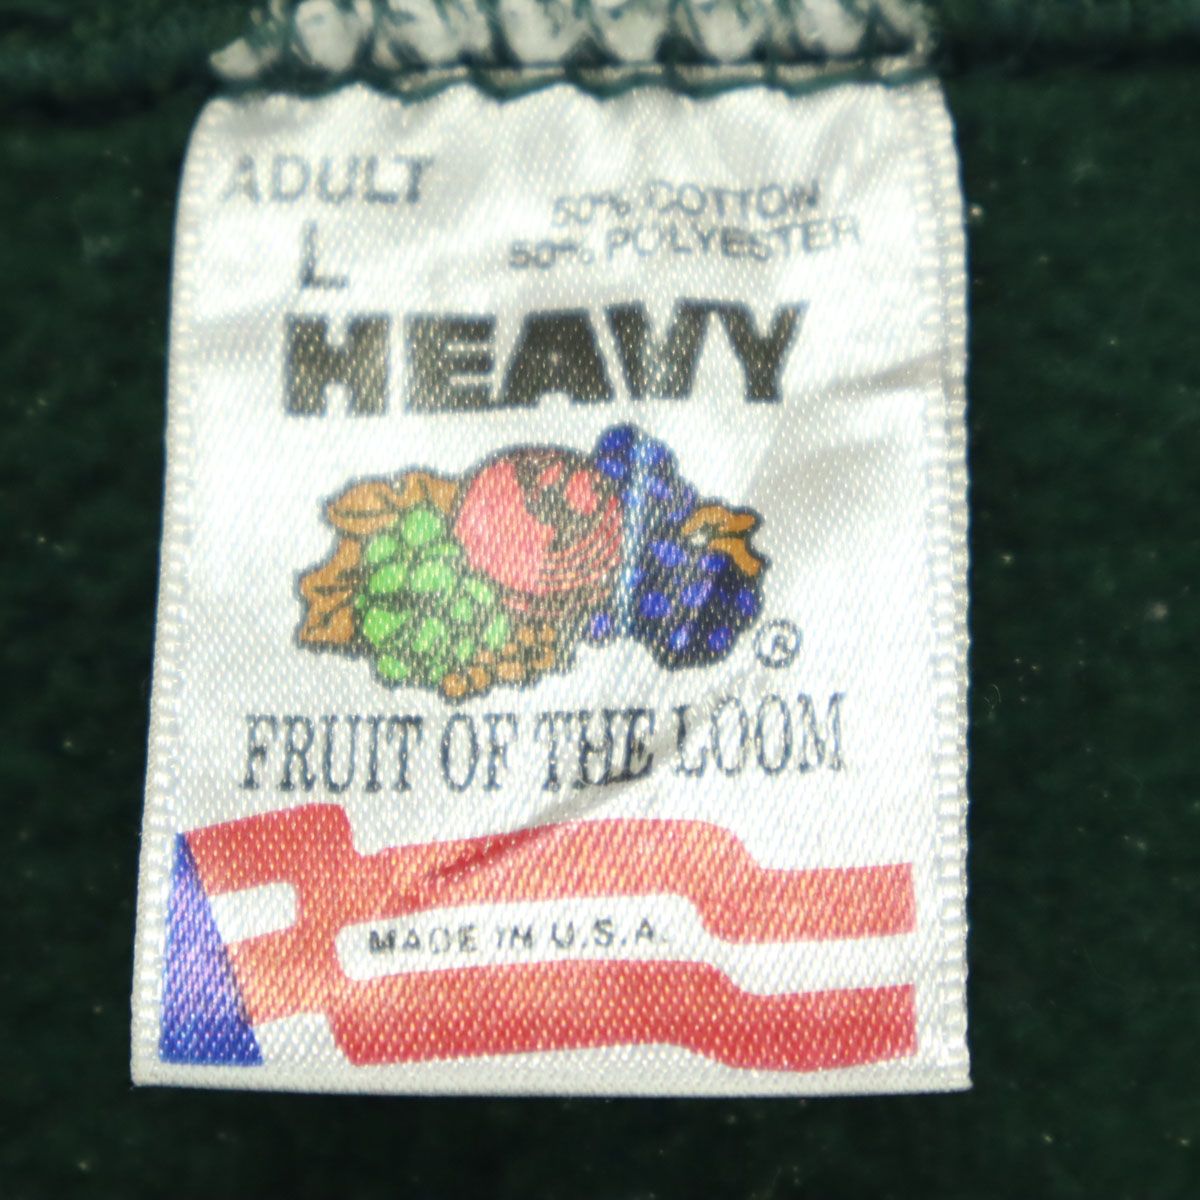 ADULT
L
50% COTTON
50% POLYESTER
HEAVY
®
FRUIT OF THE LOOM
MADE IN U.S.A.